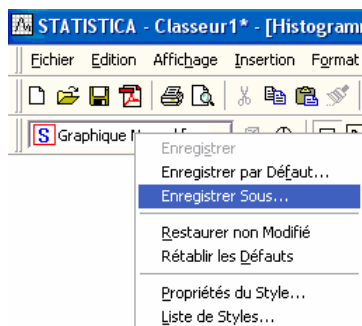 STATISTICA - Classeur1* - [Histogramm
Fichier Edition Affichage Insertion Format
S Graphique
Enregistrer
Enregistrer par Défaut...
Enregistrer Sous...
Restaurer non Modifié
Rétablir les Défauts
Propriétés du Style...
Liste de Styles...